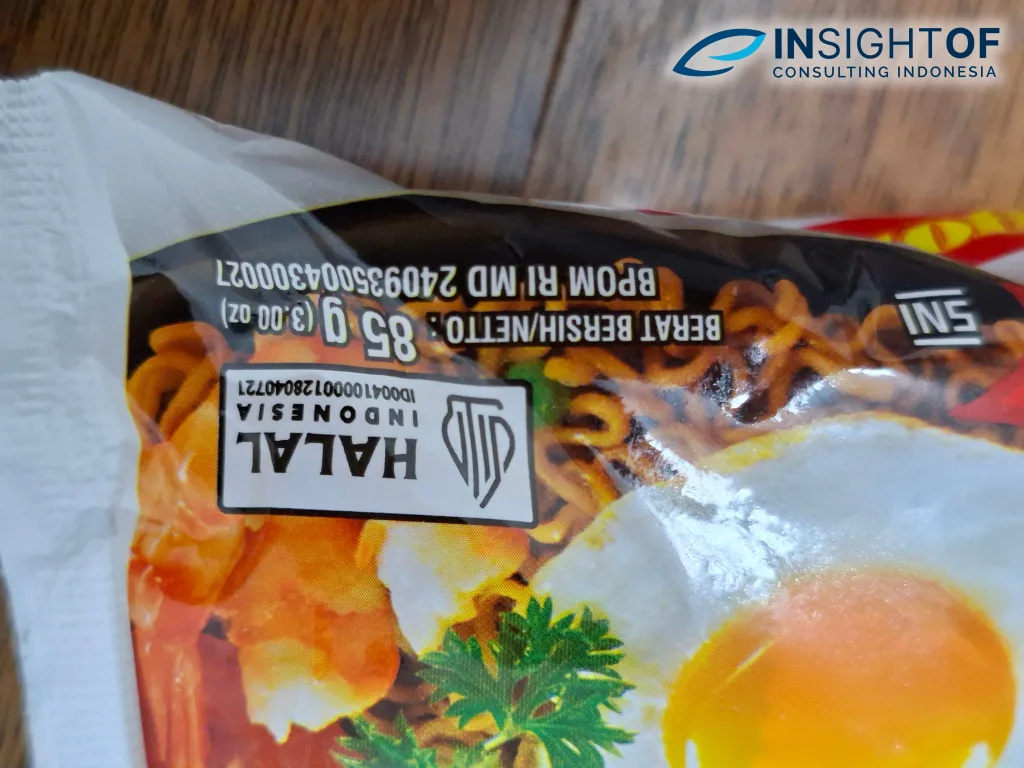 INSIGHTOF
CONSULTING INDONESIA
HALAL
INDONESIA
ID00410000128040721
SNI
BERAT BERSIH/NETTO : 85 g (3.00 oz)
BPOM RI MD 240935004300027